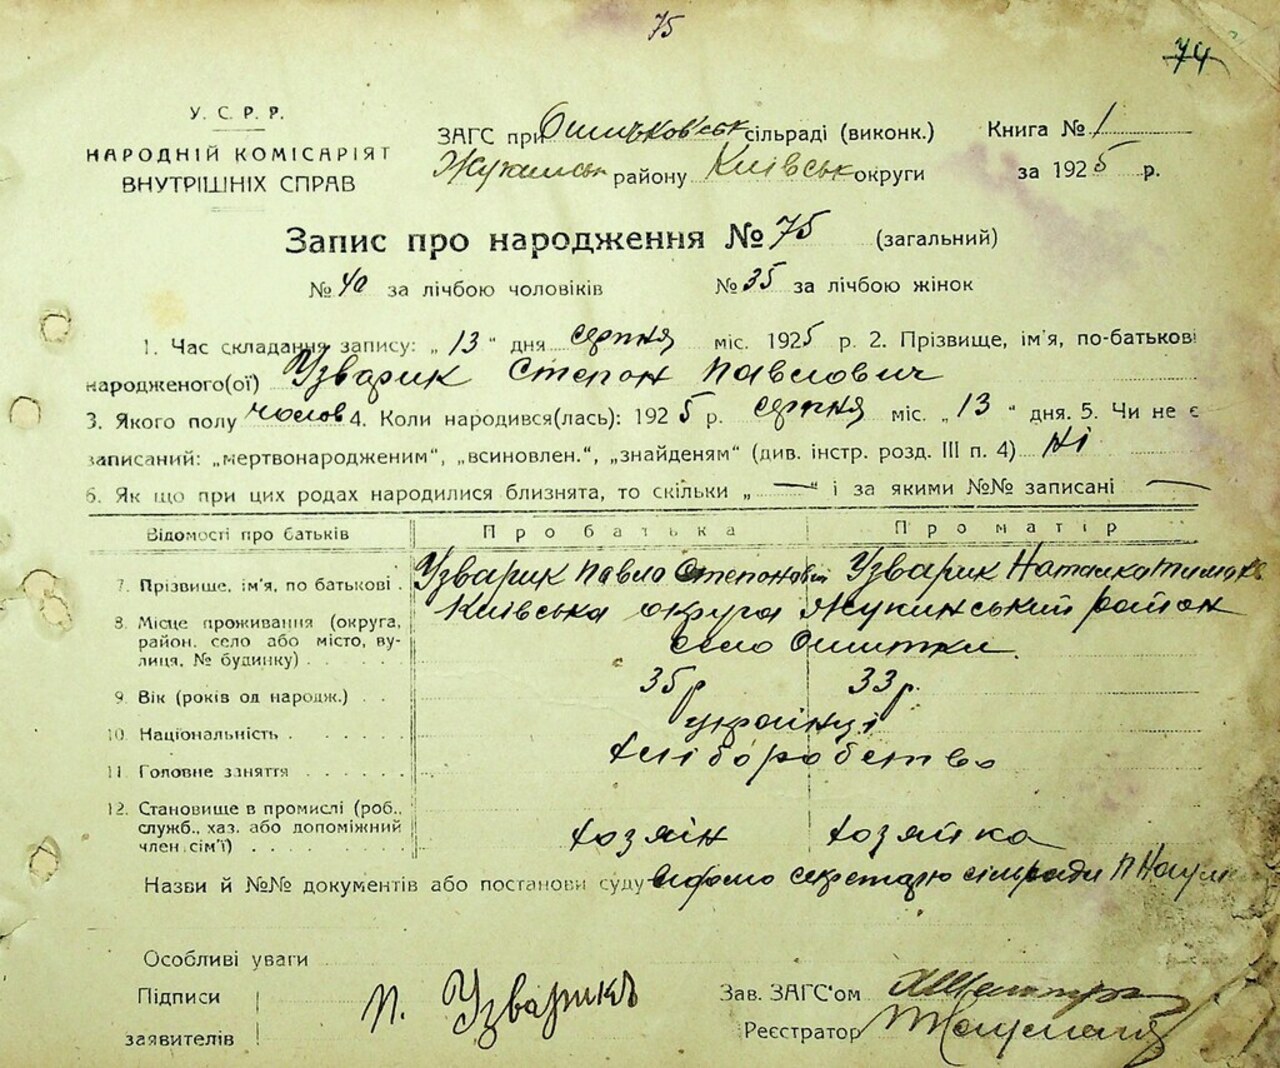 75
74
У. С. Р. Р.
НАРОДНІЙ КОМІСАРІЯТ
ВНУТРІШНІХ СПРАВ
ЗАГС при сільраді (виконк.) Книга № 1
району Київськ округи за 1925 р.
Запис про народження № 75 (загальний)
№ 40 за лічбою чоловіків № 35 за лічбою жінок
1. Час складання запису: „ 13 " дня серпня міс. 1925 р. 2. Прізвище, ім'я, по-батькові
народженого(ої) Узварик Степон Павлович
3. Якого полу чолов 4. Коли народився(лась): 1925 р. серпня міс. „ 13 " дня. 5. Чи не є
записаний: „мертвонародженим", „всиновлен.", „знайденям" (див. інстр. розд. III п. 4) Ні
6. Як що при цих родах народилися близнята, то скільки „ — " і за якими №№ записані —
Відомості про батьків Про батька Про матір
7. Прізвище, ім'я, по батькові . Узварик Павло Степонович Узварик Наталка
8. Місце проживання (округа, Київська округа Жукинський район
район, село або місто, ву- село Ошитки.
лиця, № будинку) . . . . . .
9. Вік (років од народж.) . . 35 р 33 р.
10. Національність . . . . . . українці
11. Головне заняття . . . . . . хліборобство
12. Становище в промислі (роб.,
служб., хаз. або допоміжний
член сім'ї) . . . . . . . . хозяїн хозяйка
Назви й №№ документів або постанови суду відомо секретарю сільради П
Особливі уваги
Підписи П. Узварикъ Зав. ЗАГС'ом
заявителів Реєстратор